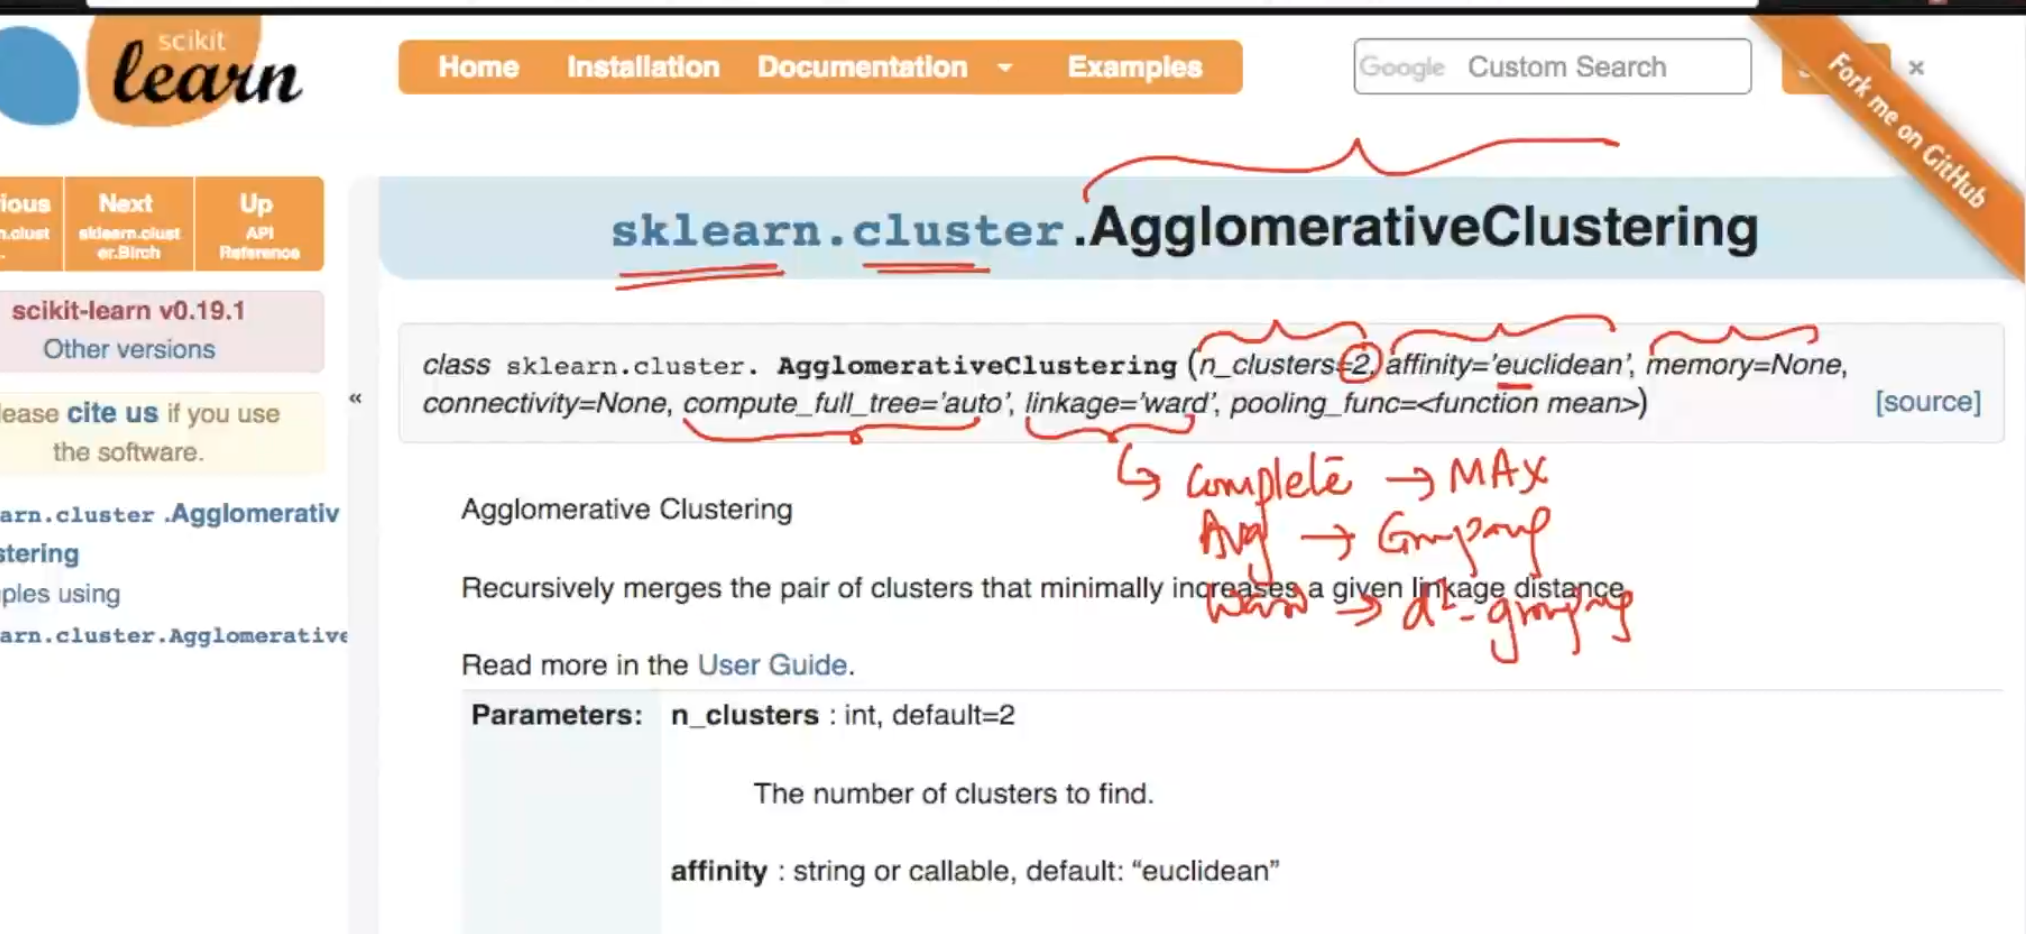 scikit
learn
Home Installation Documentation Examples
Google Custom Search
Fork me on GitHub
ious Next Up
n.clust sklearn.clust API
er.Birch Reference
scikit-learn v0.19.1
Other versions
lease cite us if you use
the software.
arn.cluster .Agglomerativ
stering
ples using
arn.cluster.Agglomerative
«
sklearn.cluster.AgglomerativeClustering
class sklearn.cluster. AgglomerativeClustering (n_clusters=2, affinity='euclidean', memory=None,
connectivity=None, compute_full_tree='auto', linkage='ward', pooling_func=<function mean>)
[source]
Complete → MAX
Avg → Grpavg
Ward → d²-grpavg
Agglomerative Clustering
Recursively merges the pair of clusters that minimally increases a given linkage distance.
Read more in the User Guide.
Parameters: n_clusters : int, default=2
The number of clusters to find.
affinity : string or callable, default: “euclidean”